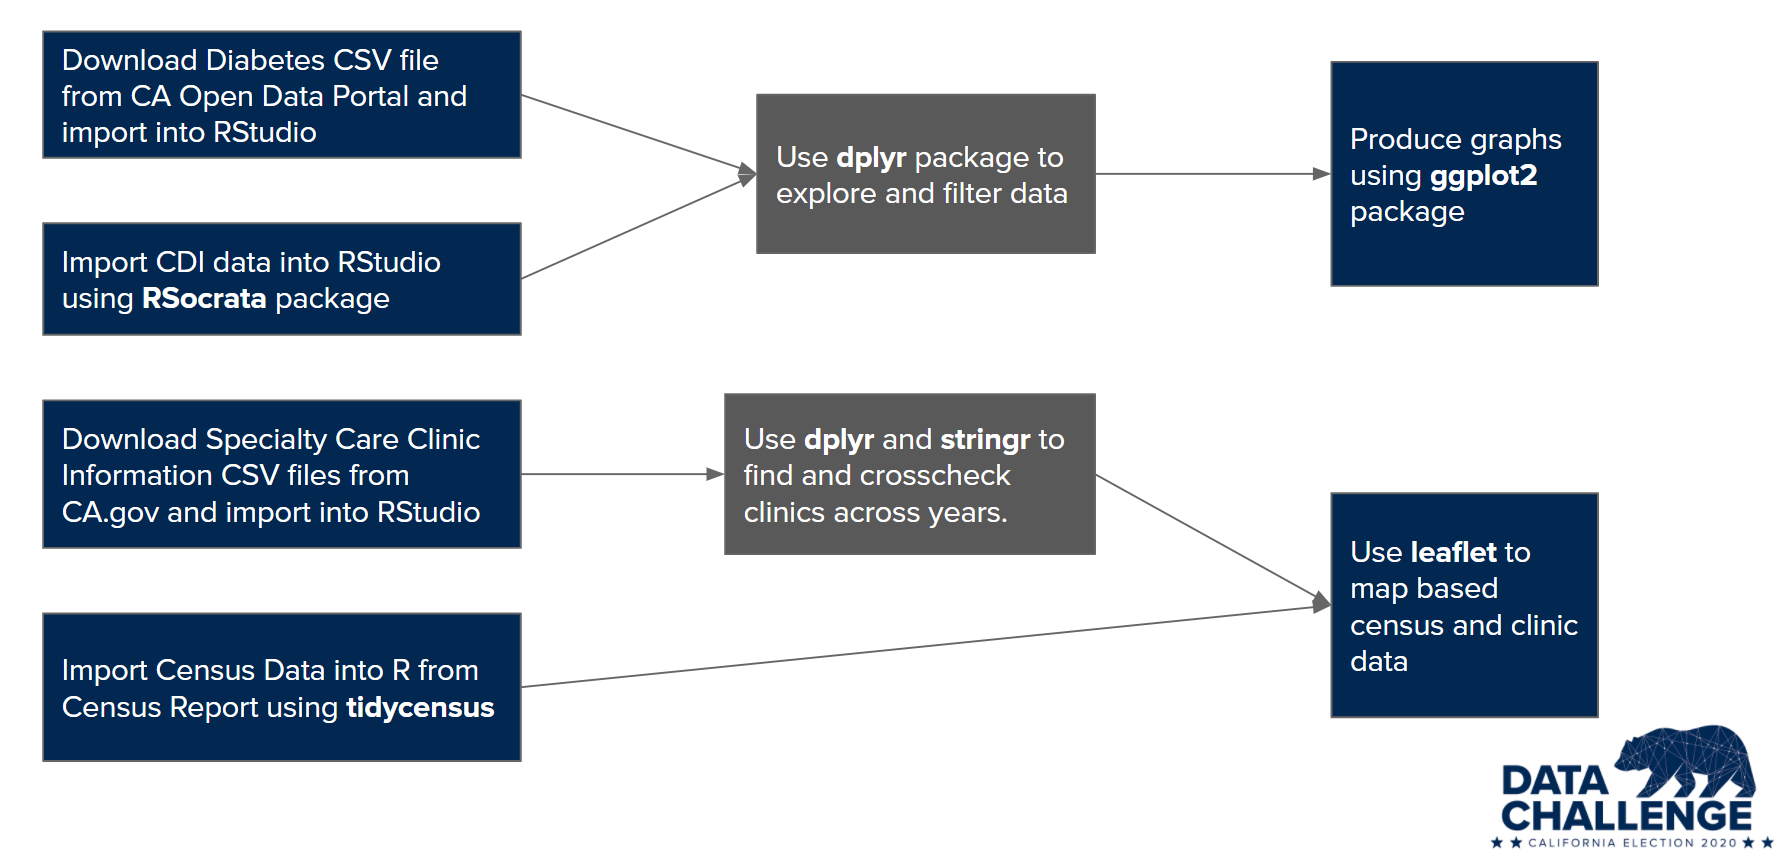 Download Diabetes CSV file
from CA Open Data Portal and
import into RStudio
Import CDI data into RStudio
using RSocrata package
Use dplyr package to
explore and filter data
Produce graphs
using ggplot2
package
Download Specialty Care Clinic
Information CSV files from
CA.gov and import into RStudio
Use dplyr and stringr to
find and crosscheck
clinics across years.
Import Census Data into R from
Census Report using tidycensus
Use leaflet to
map based
census and clinic
data
DATA
CHALLENGE
CALIFORNIA ELECTION 2020